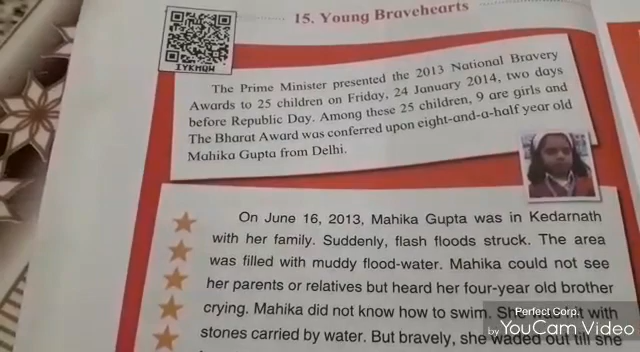 15. Young Bravehearts
IYKMQW
The Prime Minister presented the 2013 National Bravery
Awards to 25 children on Friday, 24 January 2014, two days
before Republic Day. Among these 25 children, 9 are girls and
The Bharat Award was conferred upon eight-and-a-half year old
Mahika Gupta from Delhi.
On June 16, 2013, Mahika Gupta was in Kedarnath
with her family. Suddenly, flash floods struck. The area
was filled with muddy flood-water. Mahika could not see
her parents or relatives but heard her four-year old brother
crying. Mahika did not know how to swim. She was hit with
stones carried by water. But bravely, she waded out till she
Perfect Corp.
by YouCam Video